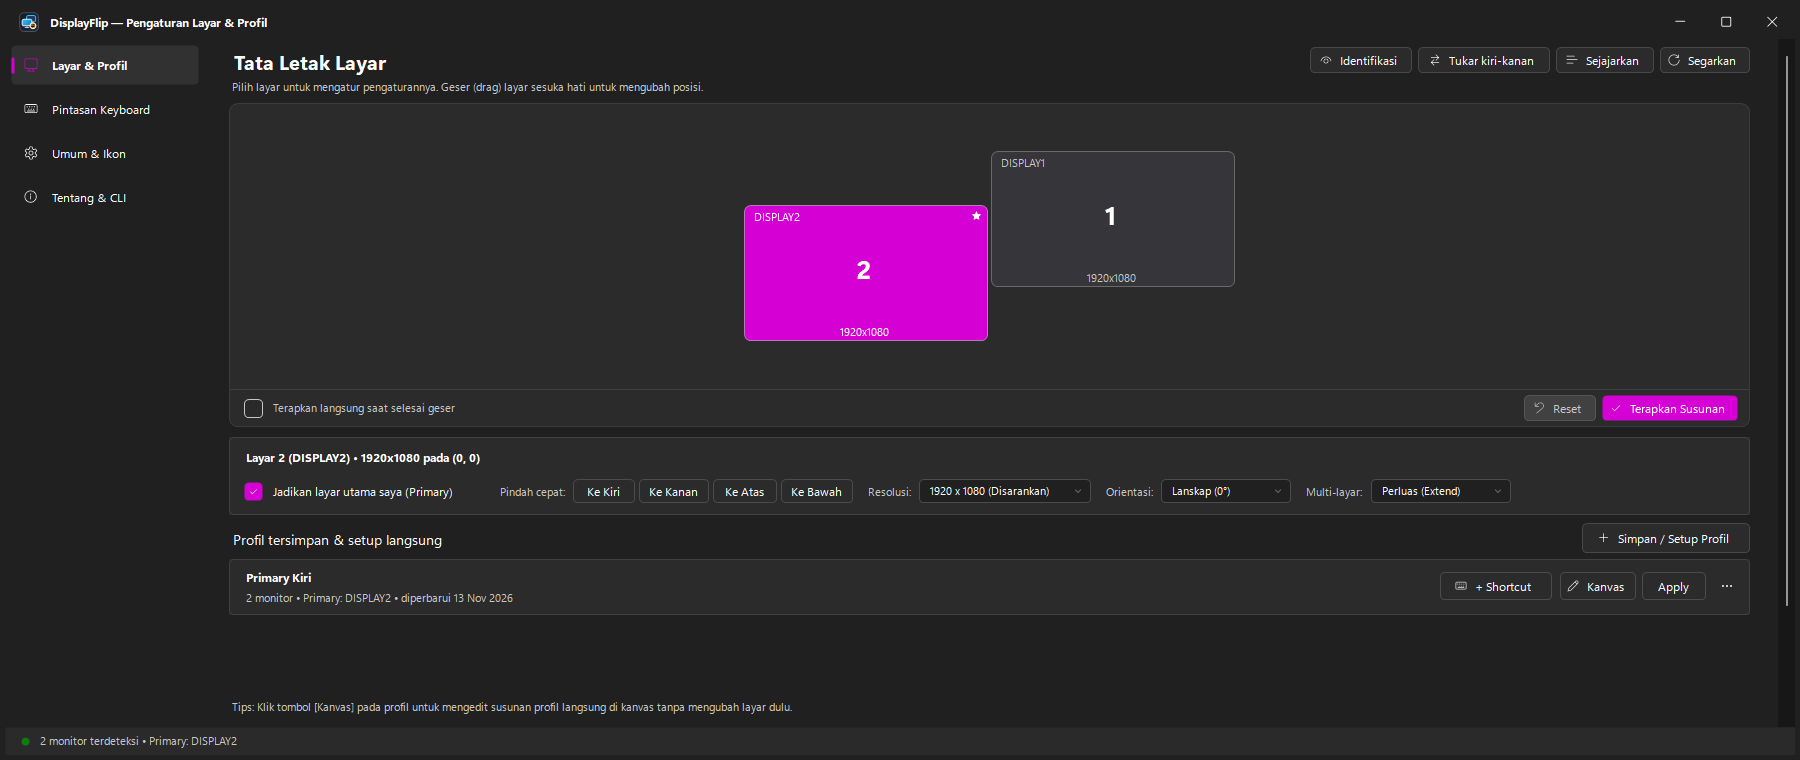 DisplayFlip — Pengaturan Layar & Profil
Layar & Profil
Pintasan Keyboard
Umum & Ikon
Tentang & CLI
Tata Letak Layar
Identifikasi
Tukar kiri-kanan
Sejajarkan
Segarkan
Pilih layar untuk mengatur pengaturannya. Geser (drag) layar sesuka hati untuk mengubah posisi.
DISPLAY1
1
1920x1080
DISPLAY2
2
1920x1080
Terapkan langsung saat selesai geser
Reset
Terapkan Susunan
Layar 2 (DISPLAY2) • 1920x1080 pada (0, 0)
Jadikan layar utama saya (Primary)
Pindah cepat:
Ke Kiri
Ke Kanan
Ke Atas
Ke Bawah
Resolusi:
1920 x 1080 (Disarankan)
Orientasi:
Lanskap (0°)
Multi-layar:
Perluas (Extend)
Profil tersimpan & setup langsung
+ Simpan / Setup Profil
Primary Kiri
2 monitor • Primary: DISPLAY2 • diperbarui 13 Nov 2026
+ Shortcut
Kanvas
Apply
Tips: Klik tombol [Kanvas] pada profil untuk mengedit susunan profil langsung di kanvas tanpa mengubah layar dulu.
2 monitor terdeteksi • Primary: DISPLAY2